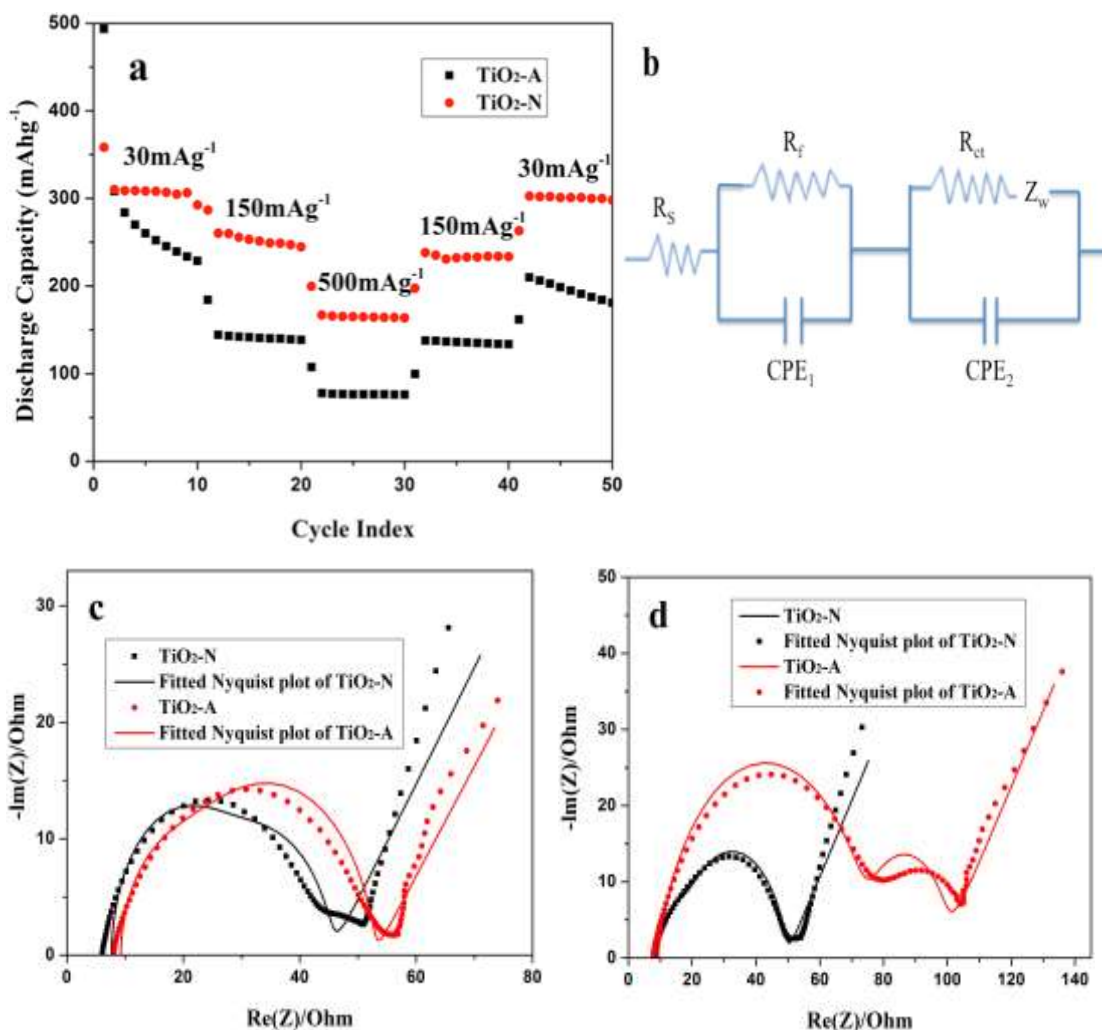 a
TiO₂-A
TiO₂-N
30mAg⁻¹
150mAg⁻¹
500mAg⁻¹
150mAg⁻¹
30mAg⁻¹
500
400
300
200
100
0
0
10
20
30
40
50
Discharge Capacity (mAhg⁻¹)
Cycle Index
b
R_S
R_f
CPE₁
R_ct
Z_w
CPE₂
c
TiO₂-N
Fitted Nyquist plot of TiO₂-N
TiO₂-A
Fitted Nyquist plot of TiO₂-A
30
20
10
0
0
20
40
60
80
-Im(Z)/Ohm
Re(Z)/Ohm
d
TiO₂-N
Fitted Nyquist plot of TiO₂-N
TiO₂-A
Fitted Nyquist plot of TiO₂-A
50
40
30
20
10
0
0
20
40
60
80
100
120
140
-Im(Z)/Ohm
Re(Z)/Ohm